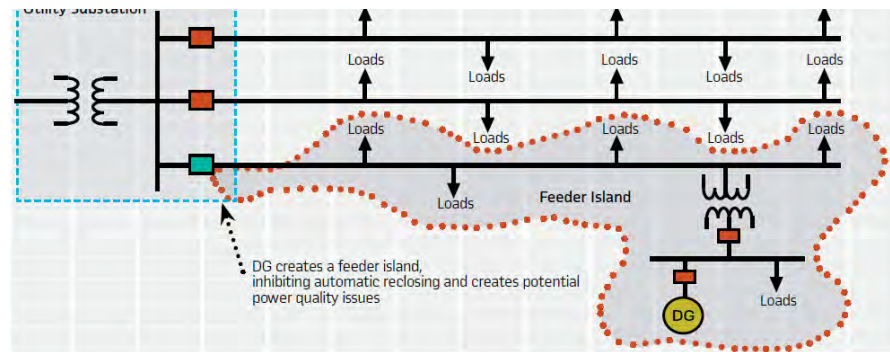 Utility Substation
Loads
Loads
Loads
Loads
Loads
Loads
Loads
Loads
Loads
Loads
Loads
Feeder Island
DG creates a feeder island,
inhibiting automatic reclosing and creates potential
power quality issues
Loads
DG